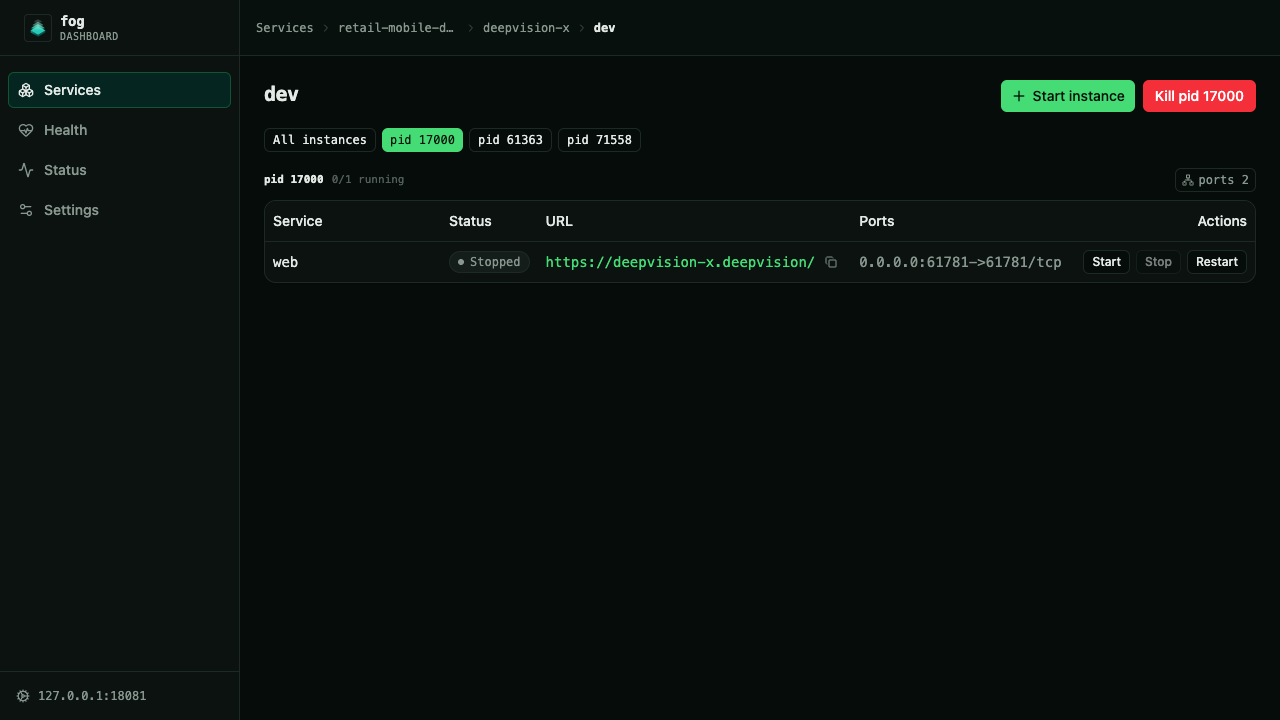 fog
DASHBOARD
Services
Health
Status
Settings
127.0.0.1:18081
Services > retail-mobile-d… > deepvision-x > dev
dev
+ Start instance
Kill pid 17000
All instances
pid 17000
pid 61363
pid 71558
pid 17000 0/1 running
ports 2
Service Status URL Ports Actions
web Stopped https://deepvision-x.deepvision/ 0.0.0.0:61781->61781/tcp Start Stop Restart